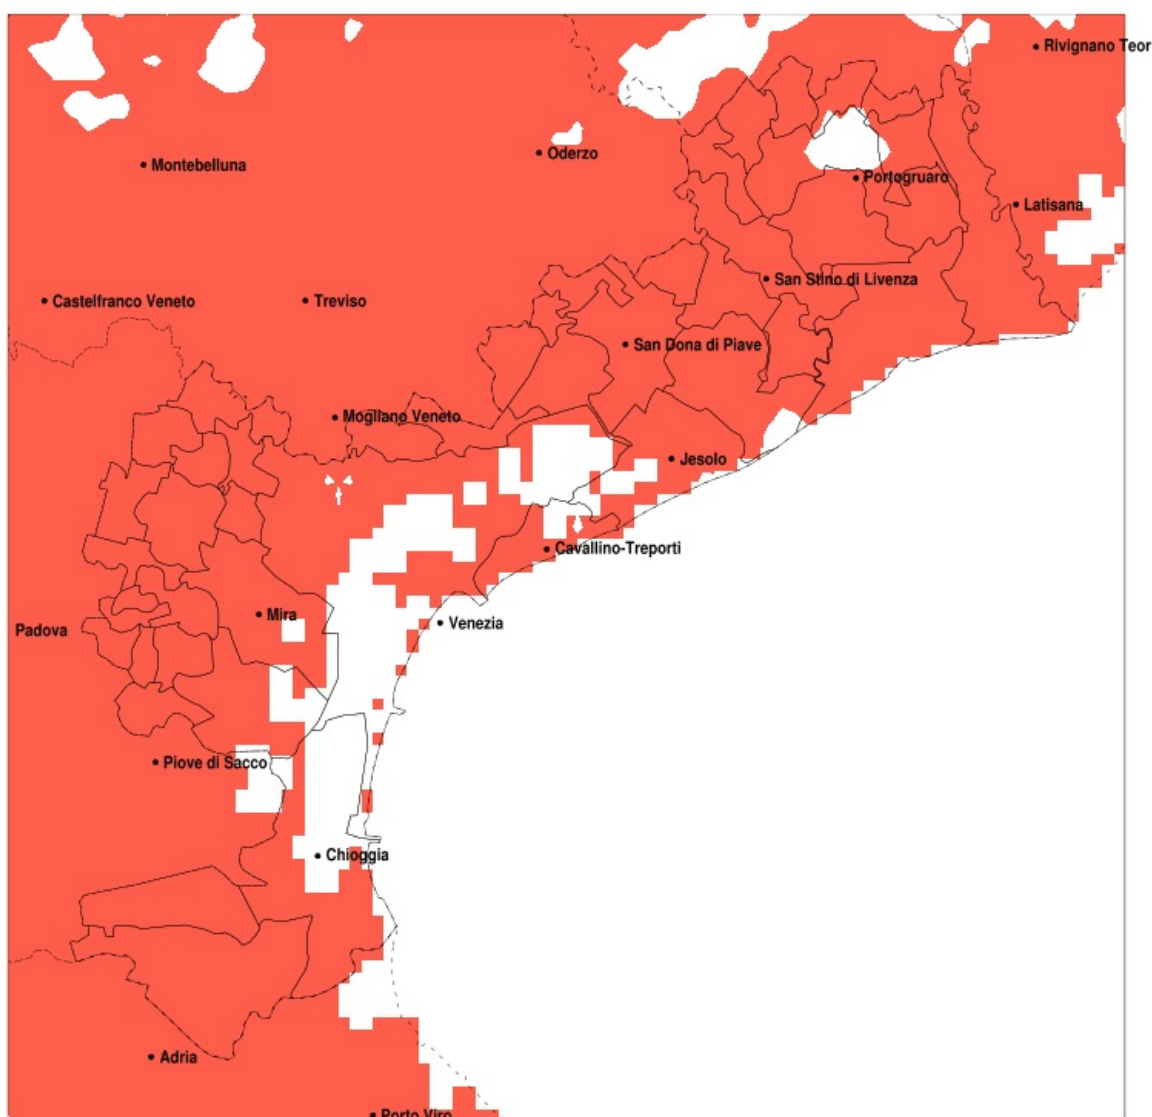 Rivignano Teor
Oderzo
Montebelluna
Portogruaro
Latisana
San Stino di Livenza
Castelfranco Veneto
Treviso
San Dona di Piave
Mogliano Veneto
Jesolo
Cavallino-Treporti
Mira
Venezia
Padova
Piove di Sacco
Chioggia
Adria
Porto Viro